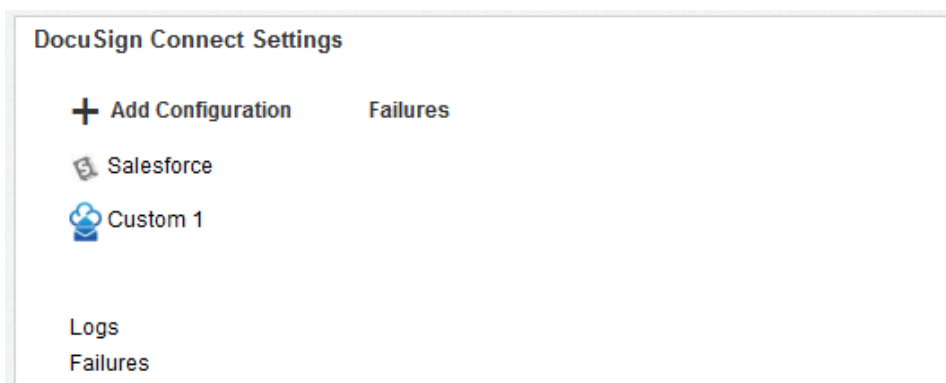 DocuSign Connect Settings
Add Configuration Failures
Salesforce
Custom 1
Logs
Failures